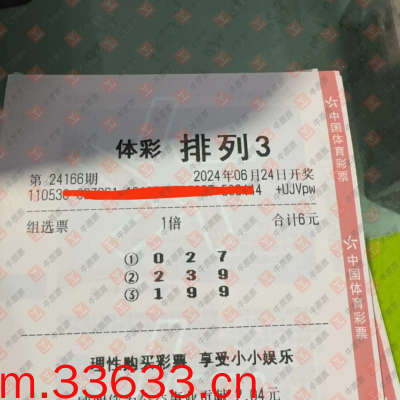 体彩 排列3
第 24166期 2024年06月24日开奖
+UJVpw
组选票 1倍 合计6元
① 0 2 7
② 2 3 9
③ 1 9 9
理性购买彩票 享受小小娱乐
m.33633.cn
中国体育彩票
中国体育彩票